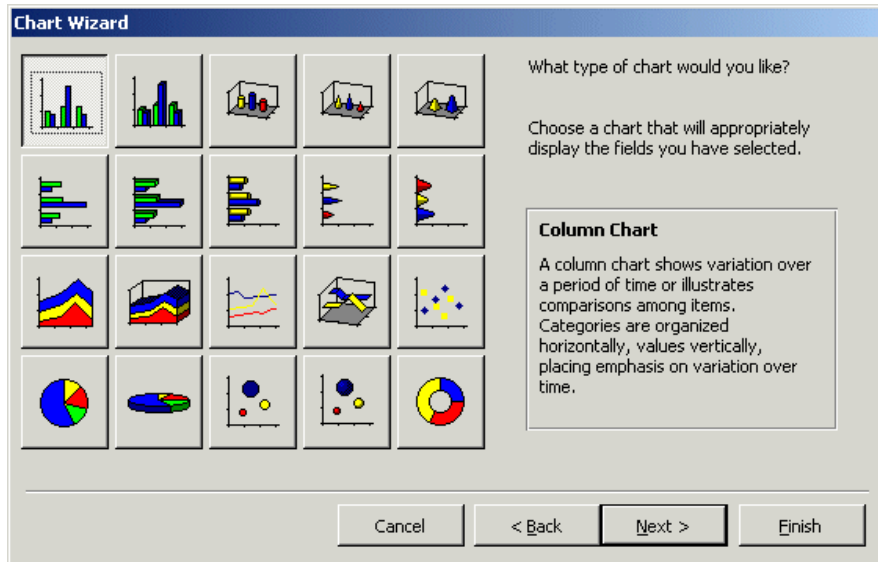 Chart Wizard
What type of chart would you like?
Choose a chart that will appropriately
display the fields you have selected.
Column Chart
A column chart shows variation over
a period of time or illustrates
comparisons among items.
Categories are organized
horizontally, values vertically,
placing emphasis on variation over
time.
Cancel
< Back
Next >
Finish